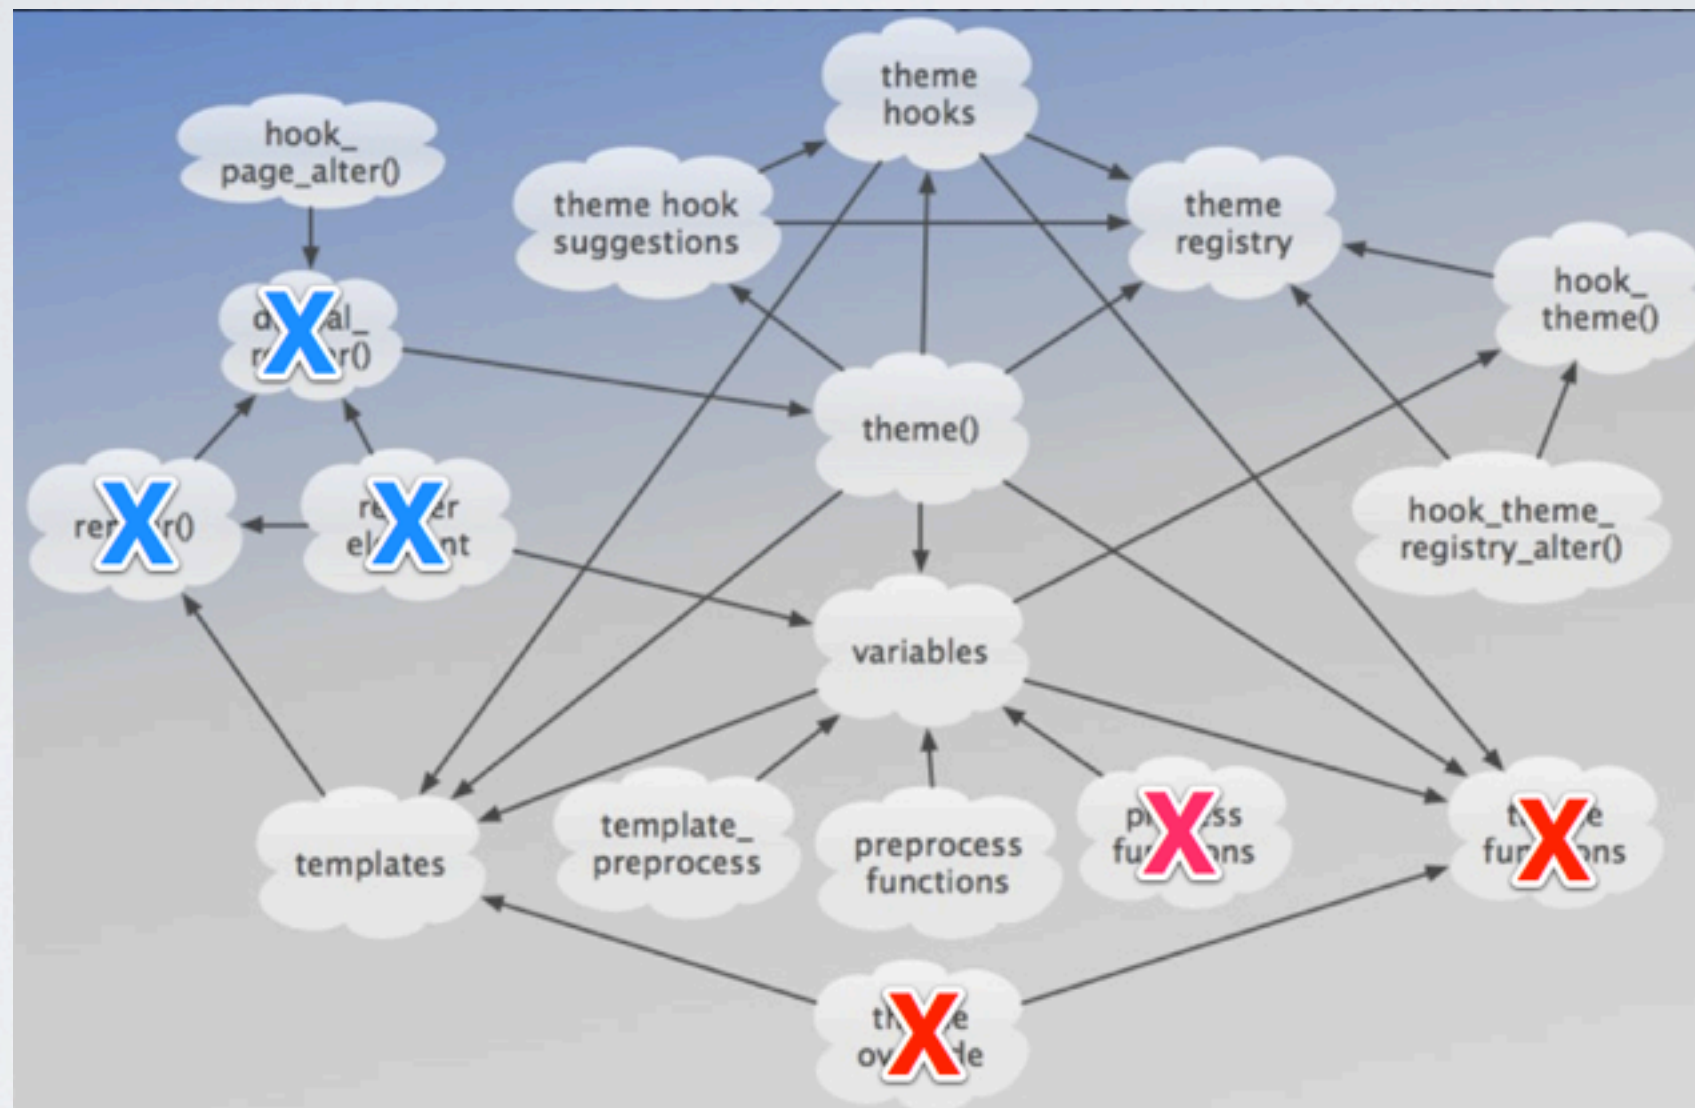 theme
hooks
hook_
page_alter()
theme hook
suggestions
theme
registry
hook_
theme()
theme()
hook_theme_
registry_alter()
variables
template_
preprocess
preprocess
functions
templates
X
X
X
X
X
X